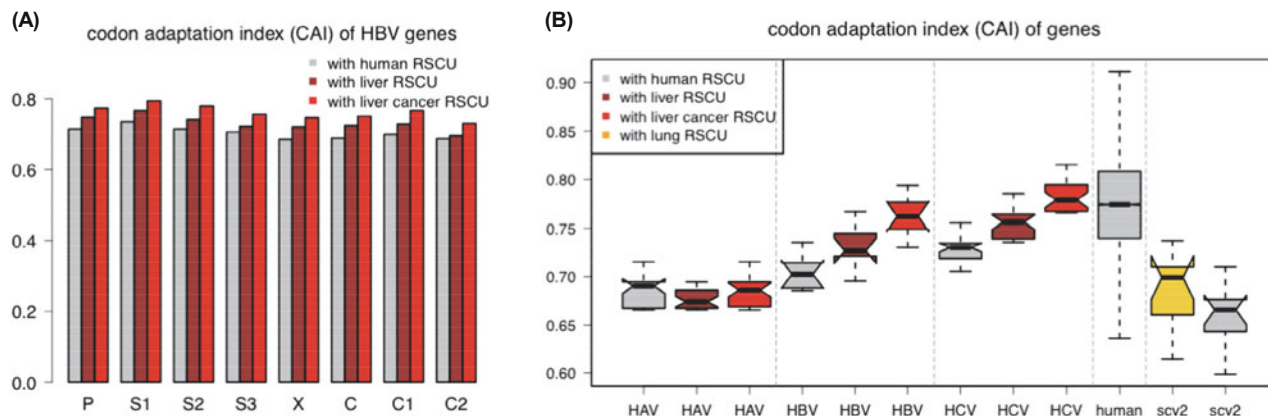 (A)
codon adaptation index (CAI) of HBV genes
with human RSCU
with liver RSCU
with liver cancer RSCU
0.8
0.6
0.4
0.2
0.0
P S1 S2 S3 X C C1 C2
(B)
codon adaptation index (CAI) of genes
with human RSCU
with liver RSCU
with liver cancer RSCU
with lung RSCU
0.90
0.85
0.80
0.75
0.70
0.65
0.60
HAV HAV HAV HBV HBV HBV HCV HCV HCV human scv2 scv2